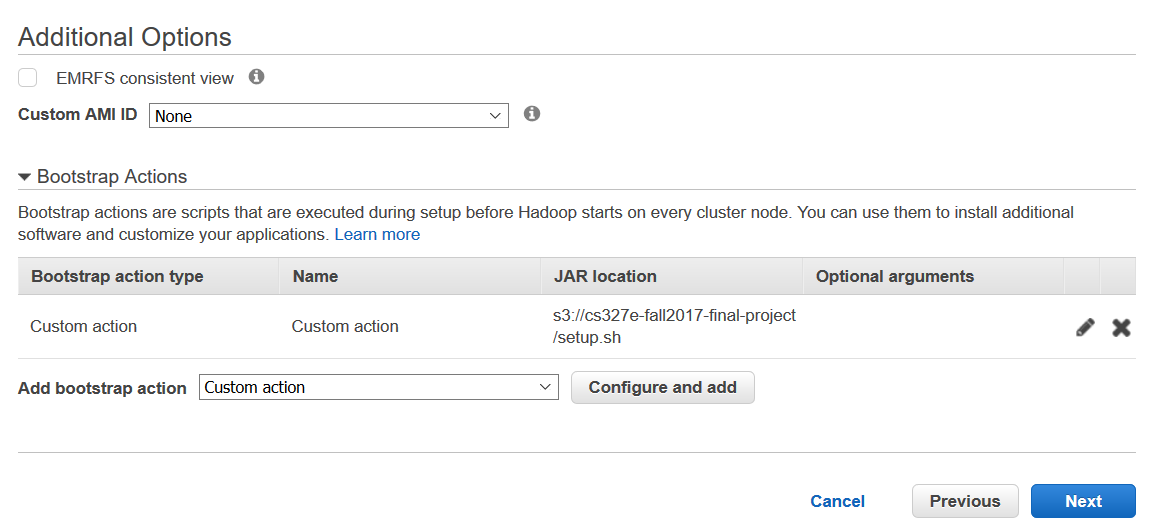 Additional Options
EMRFS consistent view
Custom AMI ID None
Bootstrap Actions
Bootstrap actions are scripts that are executed during setup before Hadoop starts on every cluster node. You can use them to install additional
software and customize your applications. Learn more
Bootstrap action type Name JAR location Optional arguments
Custom action Custom action s3://cs327e-fall2017-final-project
/setup.sh
Add bootstrap action Custom action Configure and add
Cancel Previous Next